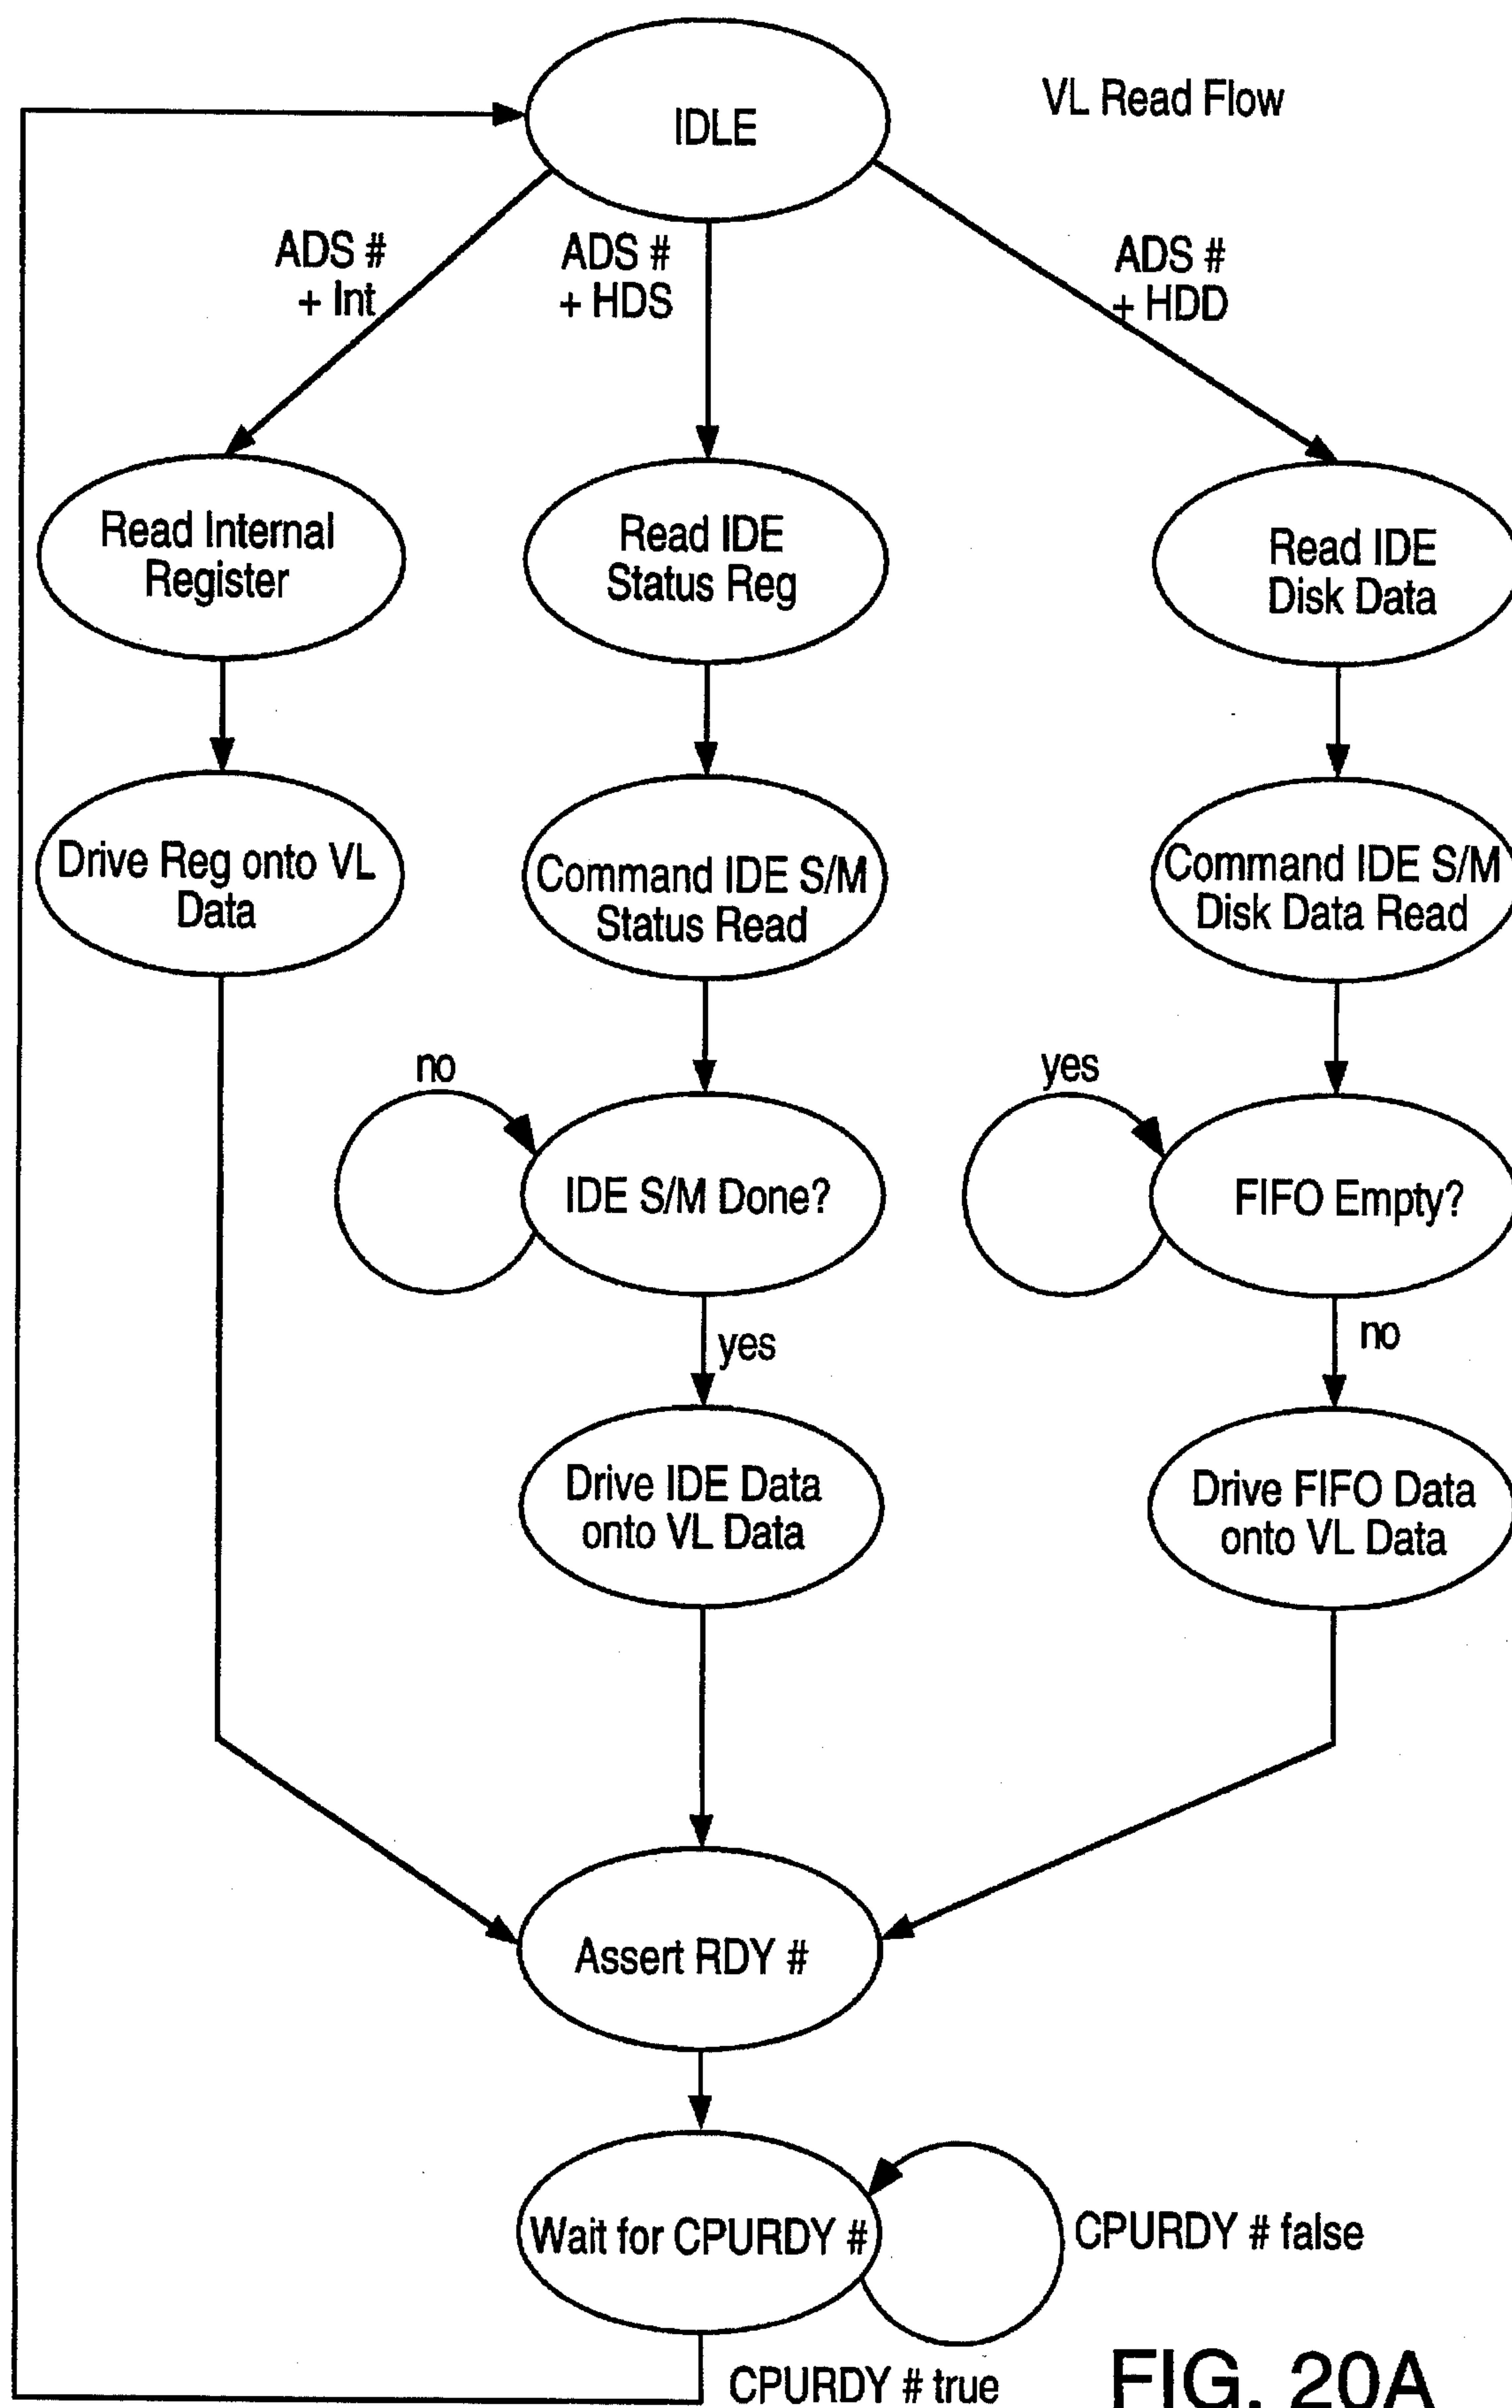 VL Read Flow
IDLE
ADS #
+ Int
ADS #
+ HDS
ADS #
+ HDD
Read Internal
Register
Read IDE
Status Reg
Read IDE
Disk Data
Drive Reg onto VL
Data
Command IDE S/M
Status Read
Command IDE S/M
Disk Data Read
no
yes
IDE S/M Done?
FIFO Empty?
yes
no
Drive IDE Data
onto VL Data
Drive FIFO Data
onto VL Data
Assert RDY #
Wait for CPURDY #
CPURDY # false
CPURDY # true
FIG. 20A